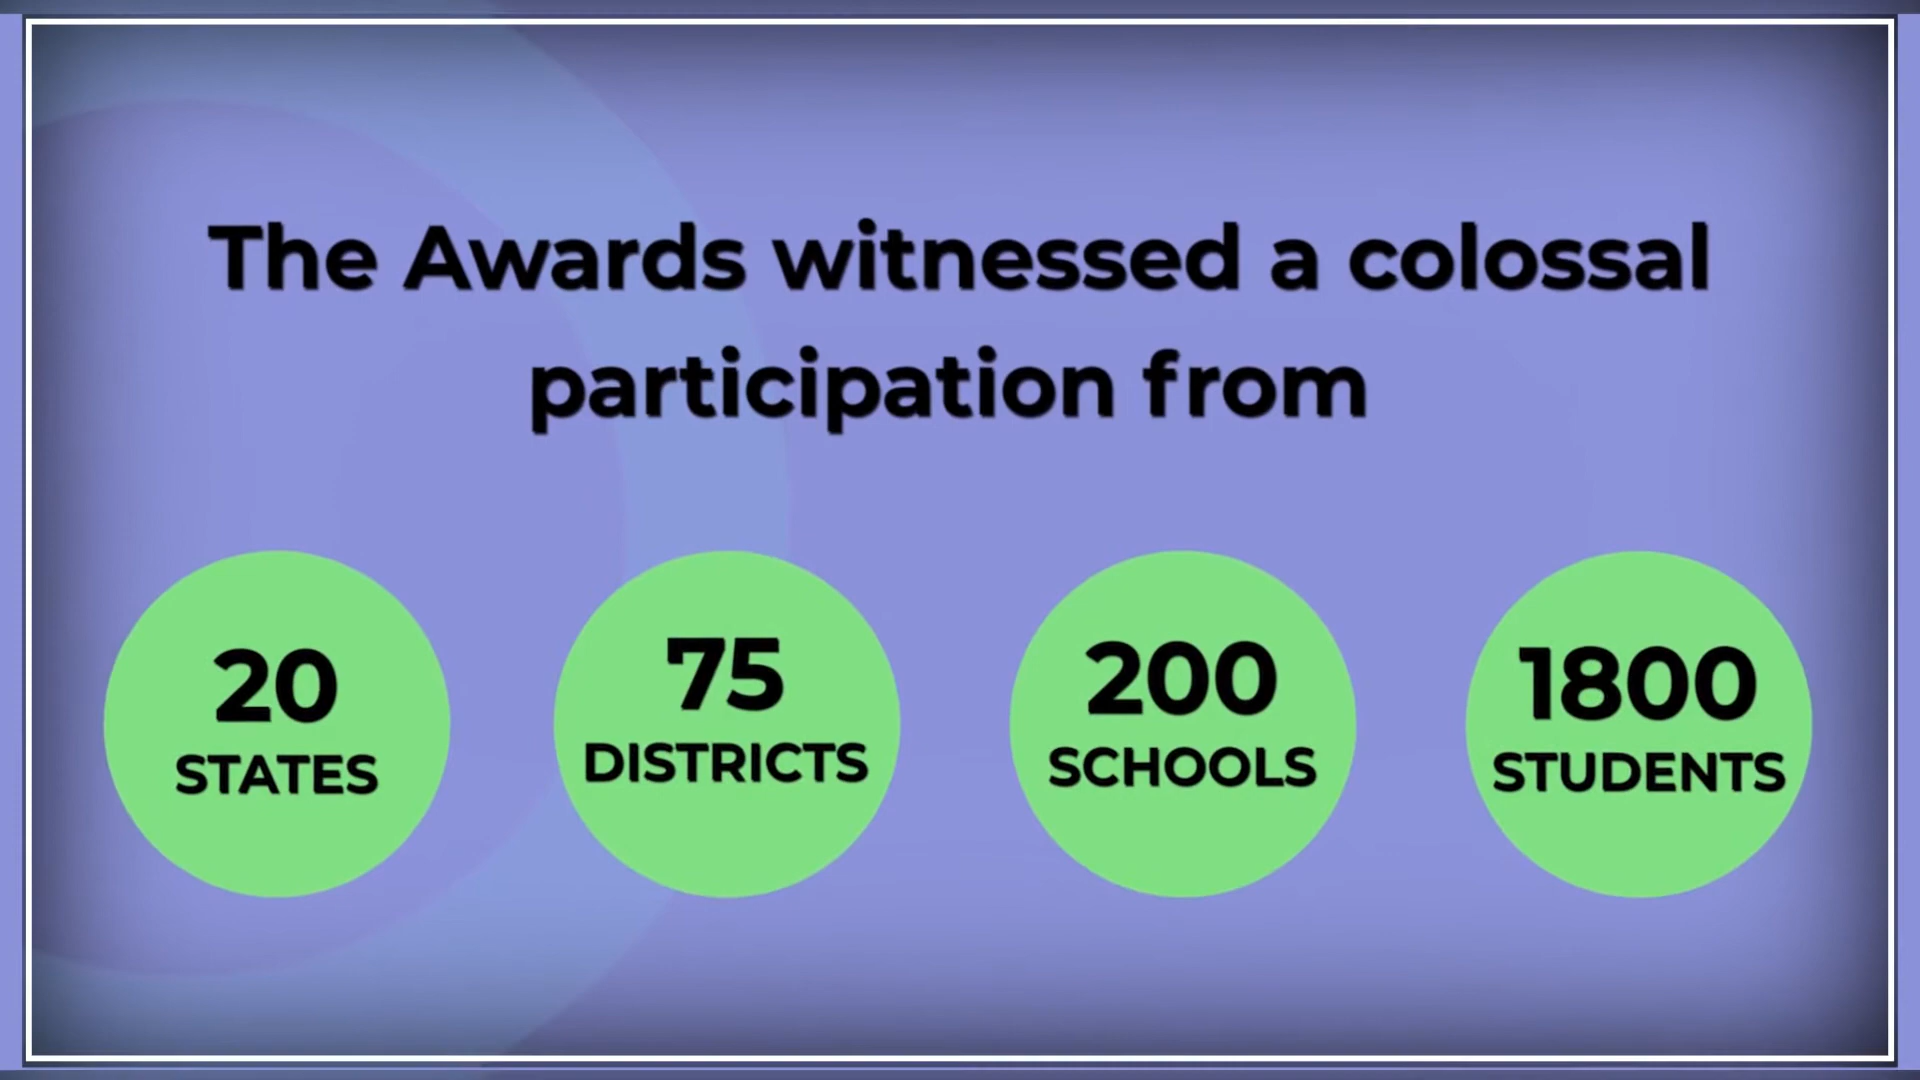 The Awards witnessed a colossal
participation from
20
STATES
75
DISTRICTS
200
SCHOOLS
1800
STUDENTS